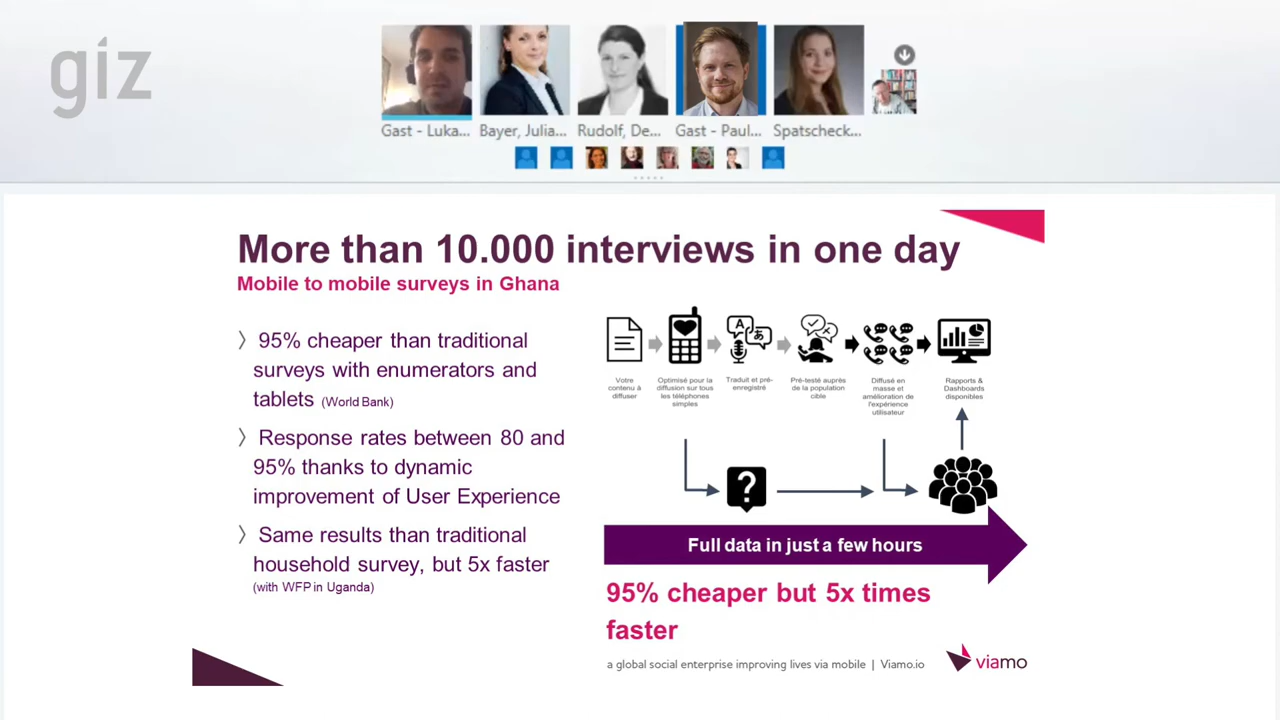 giz
Gast - Luka...
Bayer, Julia...
Rudolf, De...
Gast - Paul...
Spatscheck...
More than 10.000 interviews in one day
Mobile to mobile surveys in Ghana
〉 95% cheaper than traditional
surveys with enumerators and
tablets (World Bank)
〉 Response rates between 80 and
95% thanks to dynamic
improvement of User Experience
〉 Same results than traditional
household survey, but 5x faster
(with WFP in Uganda)
Votre
contenu à
diffuser
Optimisé pour la
diffusion sur tous
les téléphones
simples
Traduit et pré-
enregistré
Pré-testé auprès
de la population
cible
Diffusé en
masse et
amélioration de
l'expérience
utilisateur
Rapports &
Dashboards
disponibles
A
あ
?
Full data in just a few hours
95% cheaper but 5x times
faster
a global social enterprise improving lives via mobile | Viamo.io
viamo